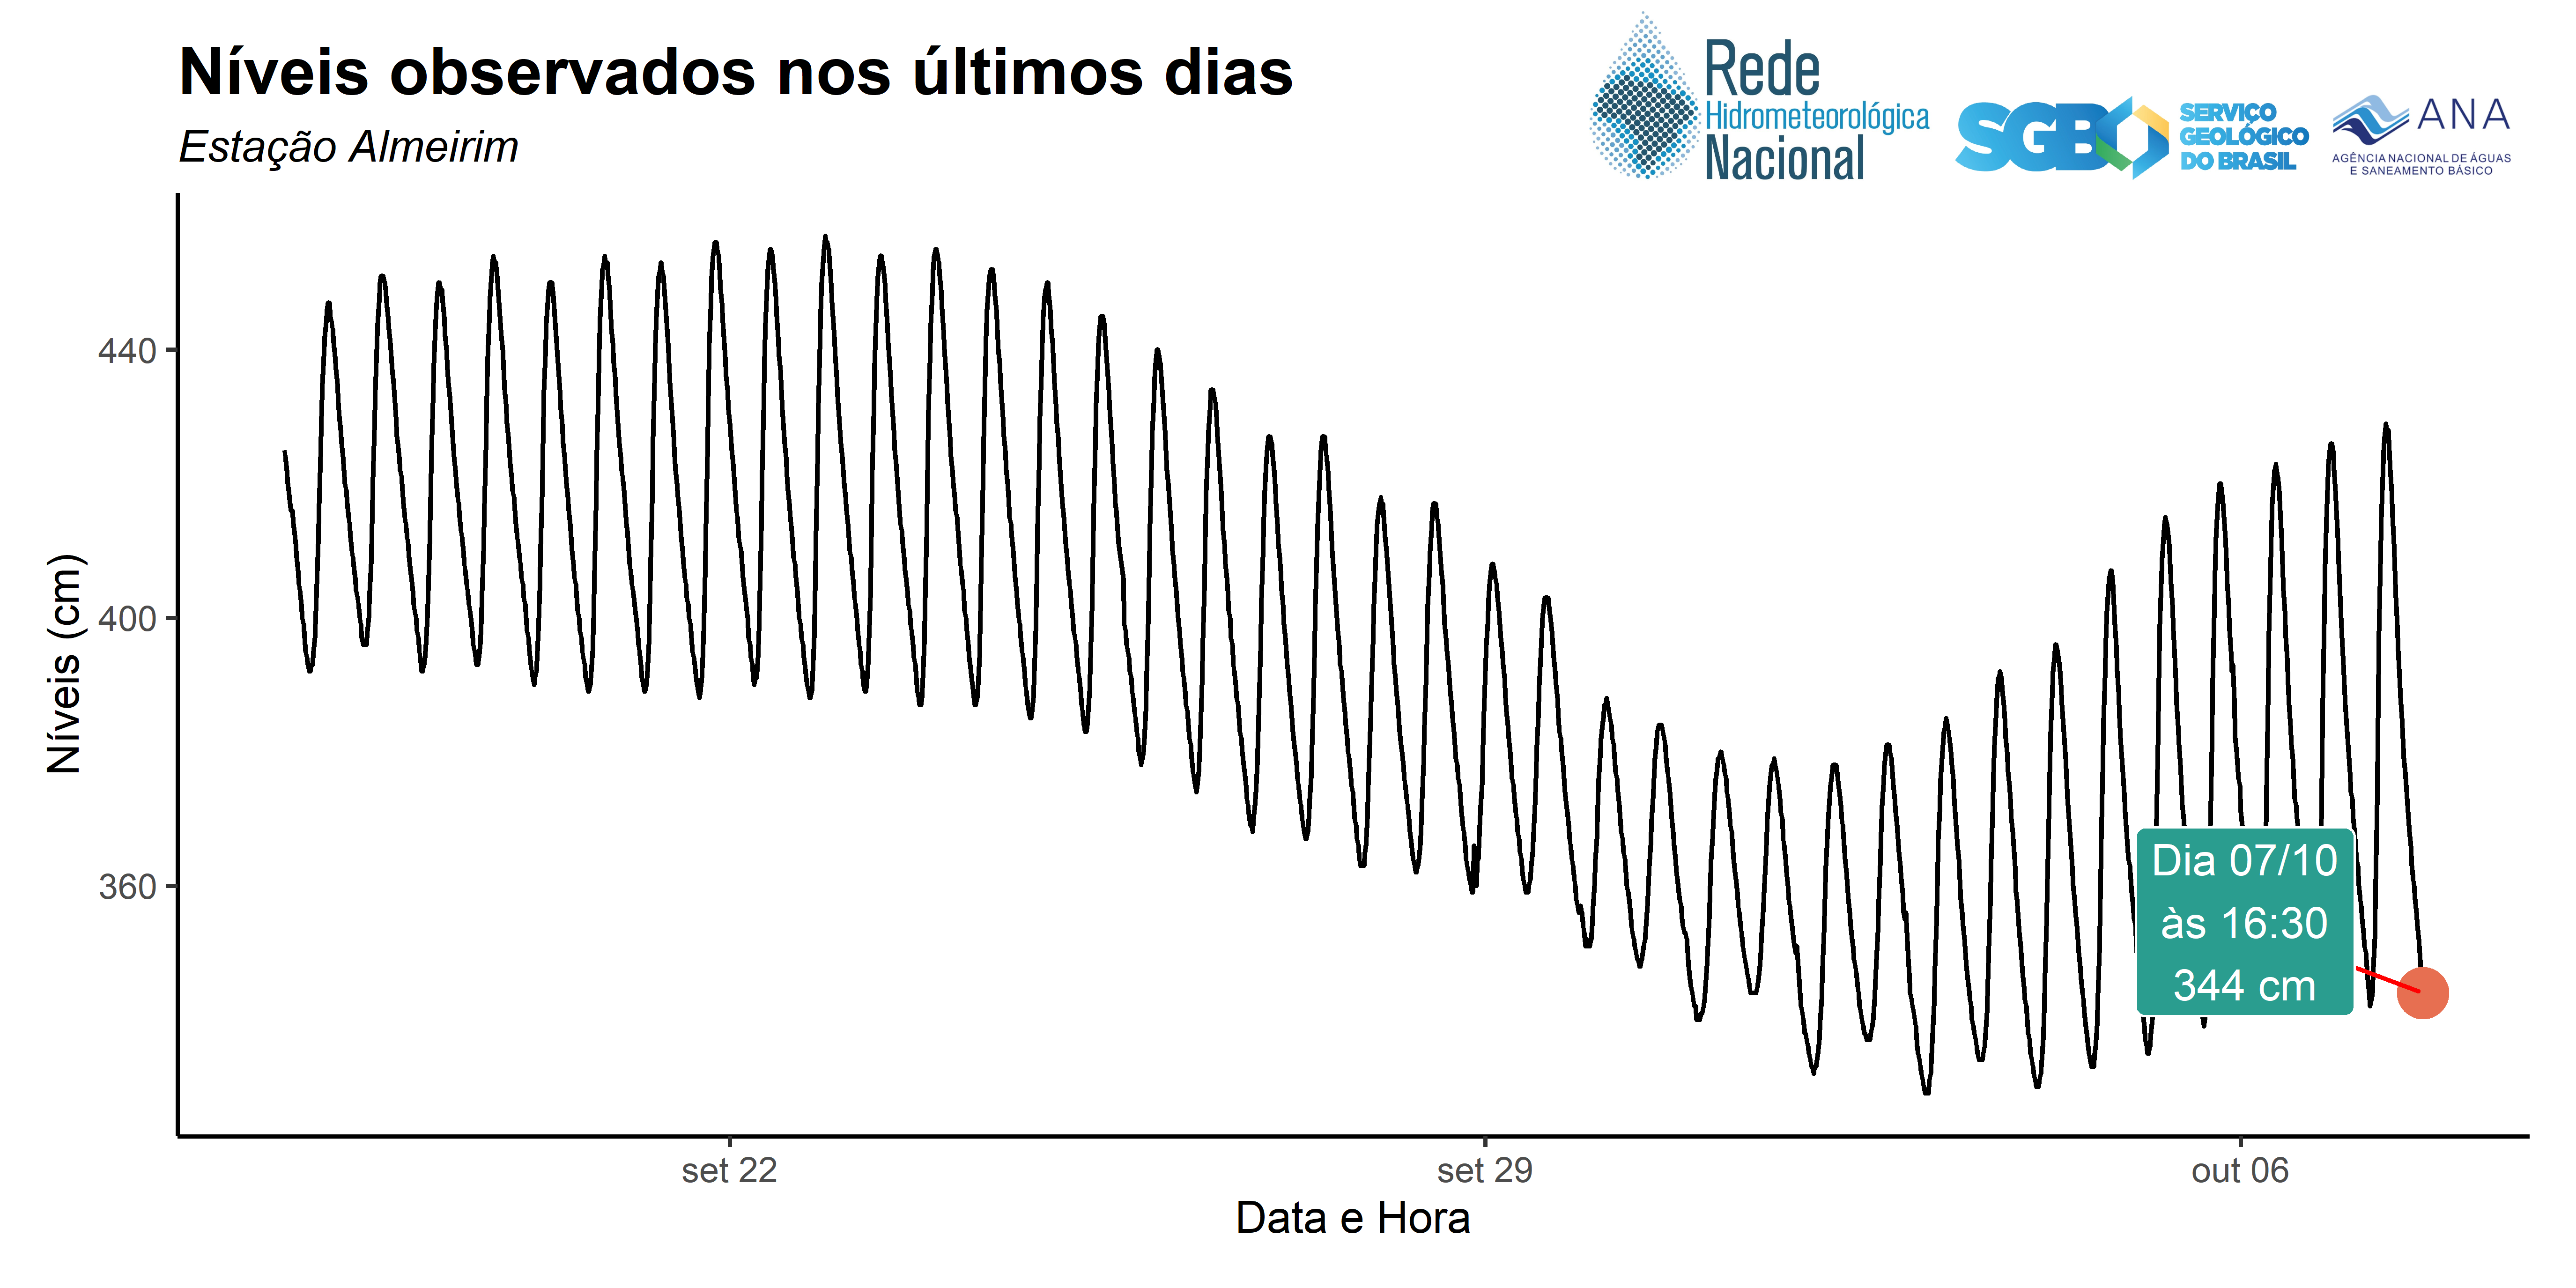 Níveis observados nos últimos dias
Estação Almeirim
Rede
Hidrometeorológica
Nacional
SGB
SERVIÇO
GEOLÓGICO
DO BRASIL
ANA
AGÊNCIA NACIONAL DE ÁGUAS
E SANEAMENTO BÁSICO
Níveis (cm)
440
400
360
Dia 07/10
às 16:30
344 cm
set 22
set 29
out 06
Data e Hora